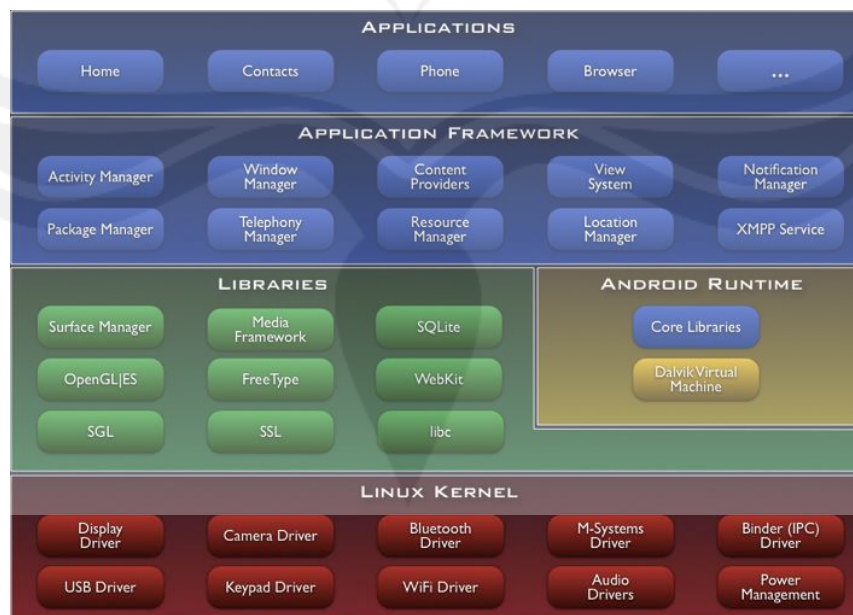 APPLICATIONS
Home
Contacts
Phone
Browser
...
APPLICATION FRAMEWORK
Activity Manager
Window
Manager
Content
Providers
View
System
Notification
Manager
Package Manager
Telephony
Manager
Resource
Manager
Location
Manager
XMPP Service
LIBRARIES
Surface Manager
Media
Framework
SQLite
OpenGL|ES
FreeType
WebKit
SGL
SSL
libc
ANDROID RUNTIME
Core Libraries
Dalvik Virtual
Machine
LINUX KERNEL
Display
Driver
Camera Driver
Bluetooth
Driver
M-Systems
Driver
Binder (IPC)
Driver
USB Driver
Keypad Driver
WiFi Driver
Audio
Drivers
Power
Management